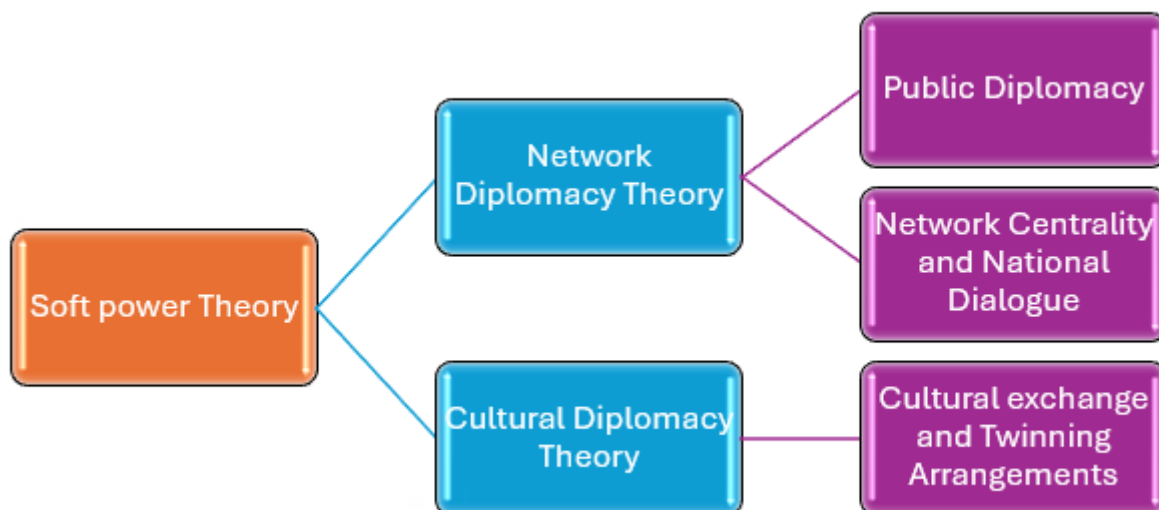 Soft power Theory
Network
Diplomacy Theory
Cultural Diplomacy
Theory
Public Diplomacy
Network Centrality
and National
Dialogue
Cultural exchange
and Twinning
Arrangements